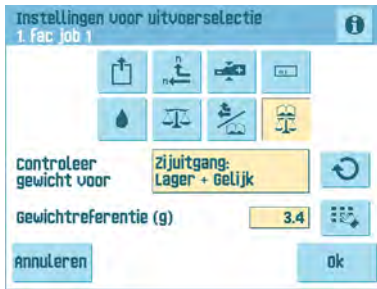 Instellingen voor uitvoerselectie
1. Fac job 1
Controleer
gewicht voor
Zijuitgang:
Lager + Gelijk
Gewichtreferentie (g)
3.4
Annuleren
Ok